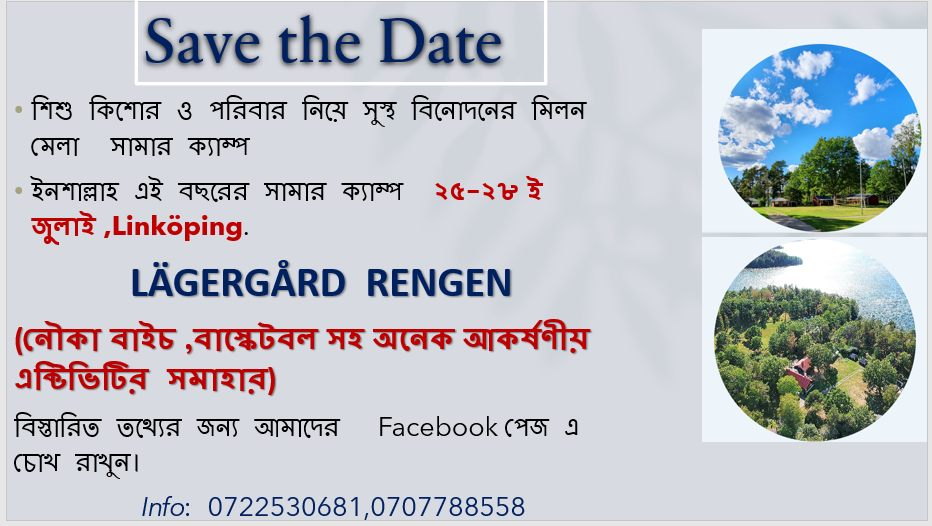 Save the Date
• শিশু কিশোর ও পরিবার নিয়ে সুস্থ বিনোদনের মিলন
মেলা সামার ক্যাম্প
• ইনশাল্লাহ এই বছরের সামার ক্যাম্প ২৫-২৮ ই
জুলাই ,Linköping.
LÄGERGÅRD RENGEN
(নৌকা বাইচ ,বাস্কেটবল সহ অনেক আকর্ষণীয়
এক্টিভিটির সমাহার)
বিস্তারিত তথ্যের জন্য আমাদের Facebook পেজ এ
চোখ রাখুন।
Info: 0722530681,0707788558